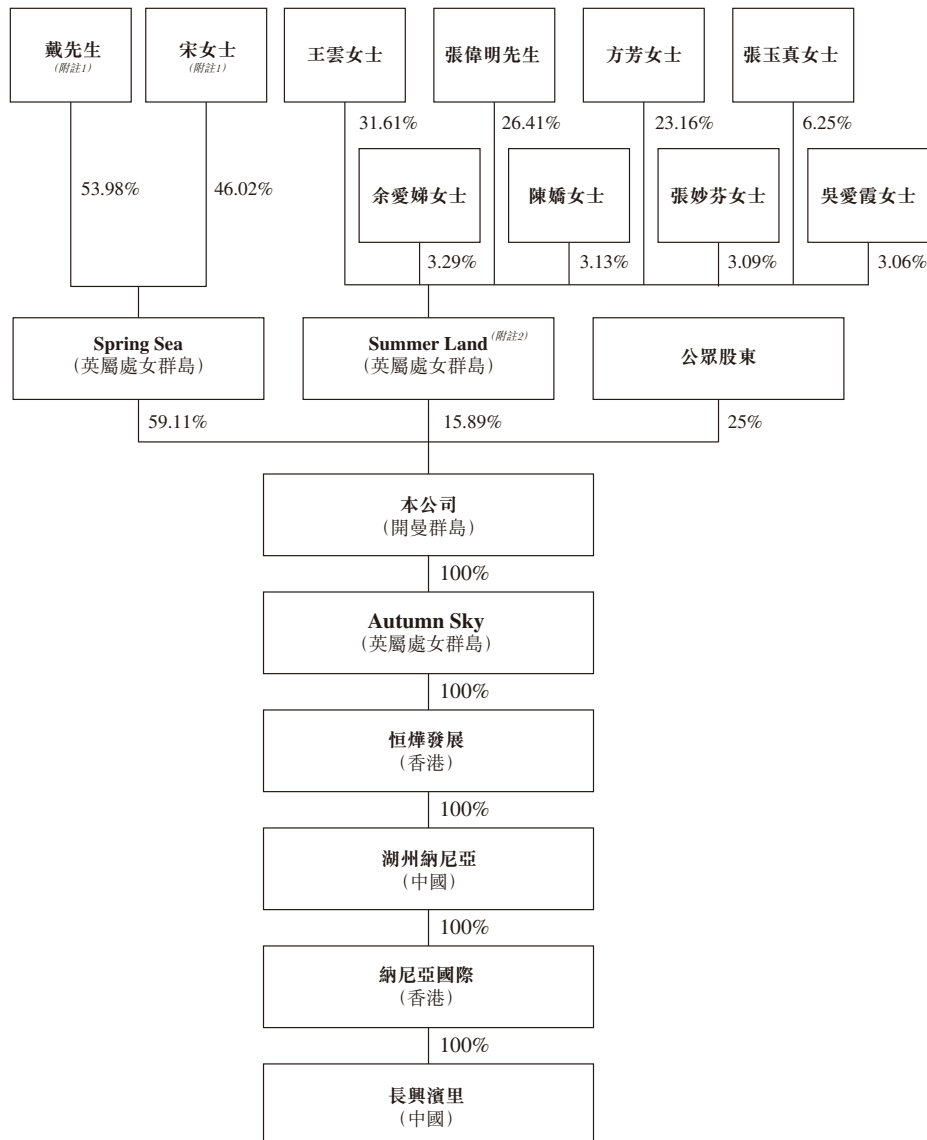 戴先生
(附註1)
宋女士
(附註1)
王雲女士
張偉明先生
方芳女士
張玉真女士
31.61%
26.41%
23.16%
6.25%
53.98%
46.02%
余愛娣女士
陳嬌女士
張妙芬女士
吳愛霞女士
3.29%
3.13%
3.09%
3.06%
Spring Sea
(英屬處女群島)
Summer Land (附註2)
(英屬處女群島)
公眾股東
59.11%
15.89%
25%
本公司
(開曼群島)
100%
Autumn Sky
(英屬處女群島)
100%
恒燁發展
(香港)
100%
湖州納尼亞
(中國)
100%
納尼亞國際
(香港)
100%
長興濱里
(中國)